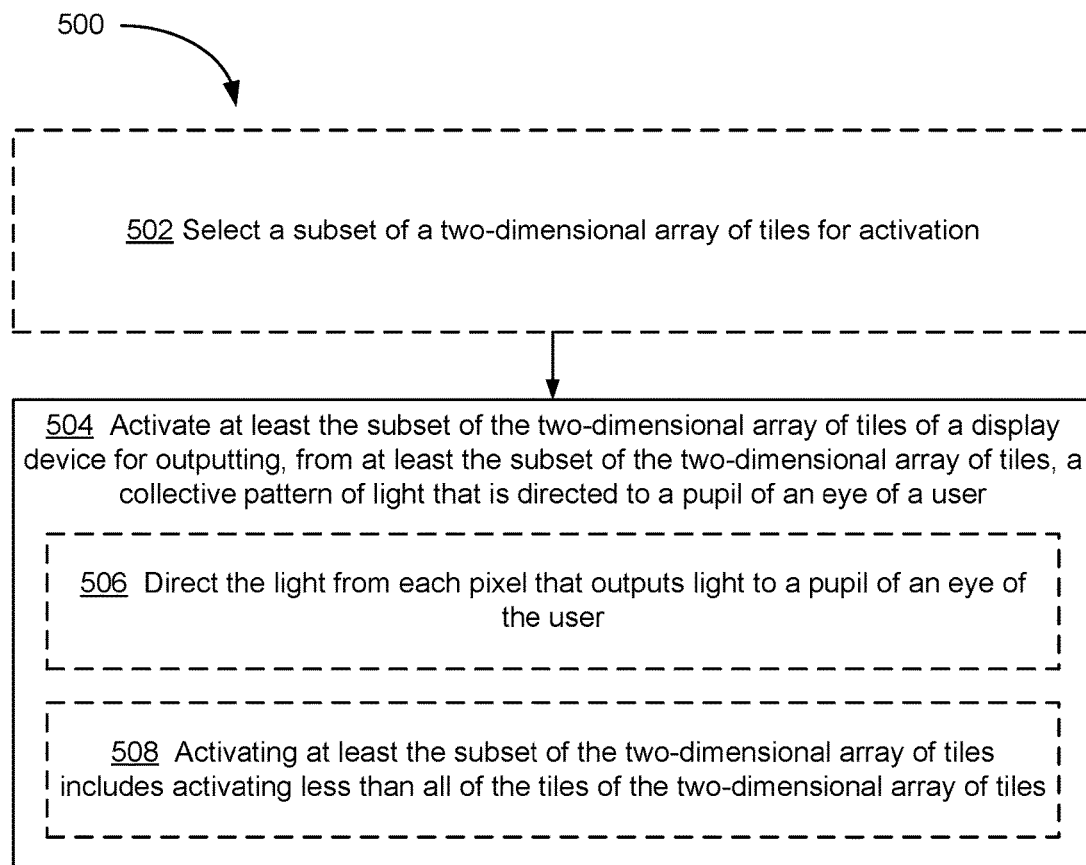 500
502 Select a subset of a two-dimensional array of tiles for activation
504 Activate at least the subset of the two-dimensional array of tiles of a display
device for outputting, from at least the subset of the two-dimensional array of tiles, a
collective pattern of light that is directed to a pupil of an eye of a user
506 Direct the light from each pixel that outputs light to a pupil of an eye of
the user
508 Activating at least the subset of the two-dimensional array of tiles
includes activating less than all of the tiles of the two-dimensional array of tiles